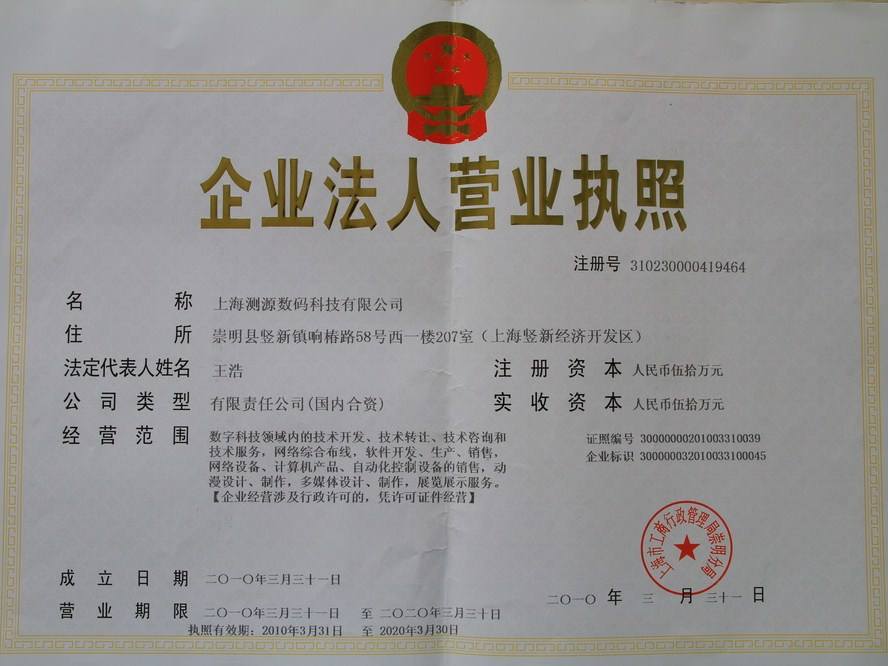 企业法人营业执照
注册号 310230000419464
名称 上海测源数码科技有限公司
住所 崇明县竖新镇响椿路58号西一楼207室（上海竖新经济开发区）
法定代表人姓名 王浩 注册资本 人民币伍拾万元
公司类型 有限责任公司(国内合资) 实收资本 人民币伍拾万元
经营范围 数字科技领域内的技术开发、技术转让、技术咨询和
技术服务，网络综合布线，软件开发、生产、销售，
网络设备、计算机产品、自动化控制设备的销售，动
漫设计、制作，多媒体设计、制作，展览展示服务。
【企业经营涉及行政许可的，凭许可证件经营】
证照编号 30000000201003310039
企业标识 300000032010033100045
上海市工商行政管理局崇明分局
成立日期 二〇一〇年三月三十一日
二〇一〇 年 三 月 三十一 日
营业期限 二〇一〇年三月三十一日 至 二〇二〇年三月三十日
执照有效期: 2010年3月31日 至 2020年3月30日